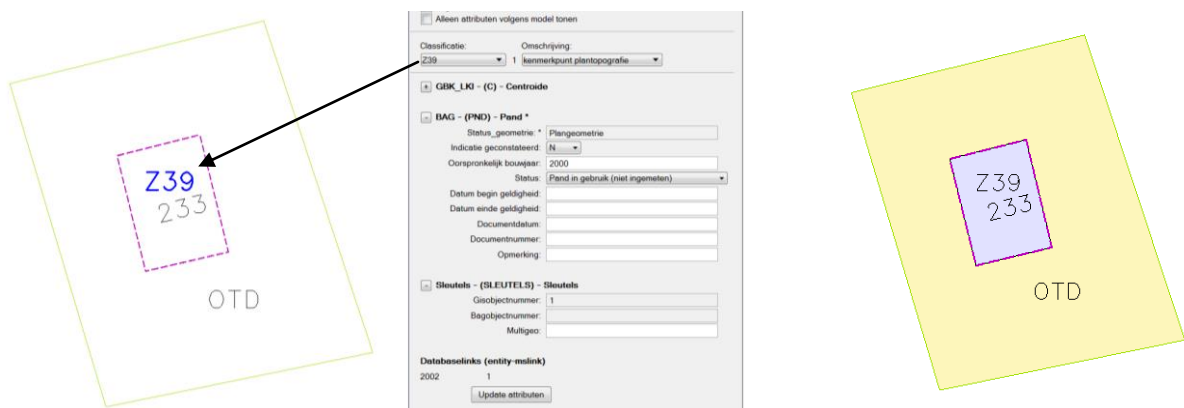 Z39
233
OTD
Alleen attributen volgens model tonen
Classificatie: Omschrijving:
Z39 1 kenmerkpunt plantopografie
+ GBK_LKI - (C) - Centroide
- BAG - (PND) - Pand *
Status_geometrie: * Plangeometrie
Indicatie geconstateerd: N
Oorspronkelijk bouwjaar: 2000
Status: Pand in gebruik (niet ingemeten)
Datum begin geldigheid:
Datum einde geldigheid:
Documentdatum:
Documentnummer:
Opmerking:
- Sleutels - (SLEUTELS) - Sleutels
Gisobjectnummer: 1
Bagobjectnummer:
Multigeo:
Databaselinks (entity-mslink)
2002 1
Update attributen
Z39
233
OTD